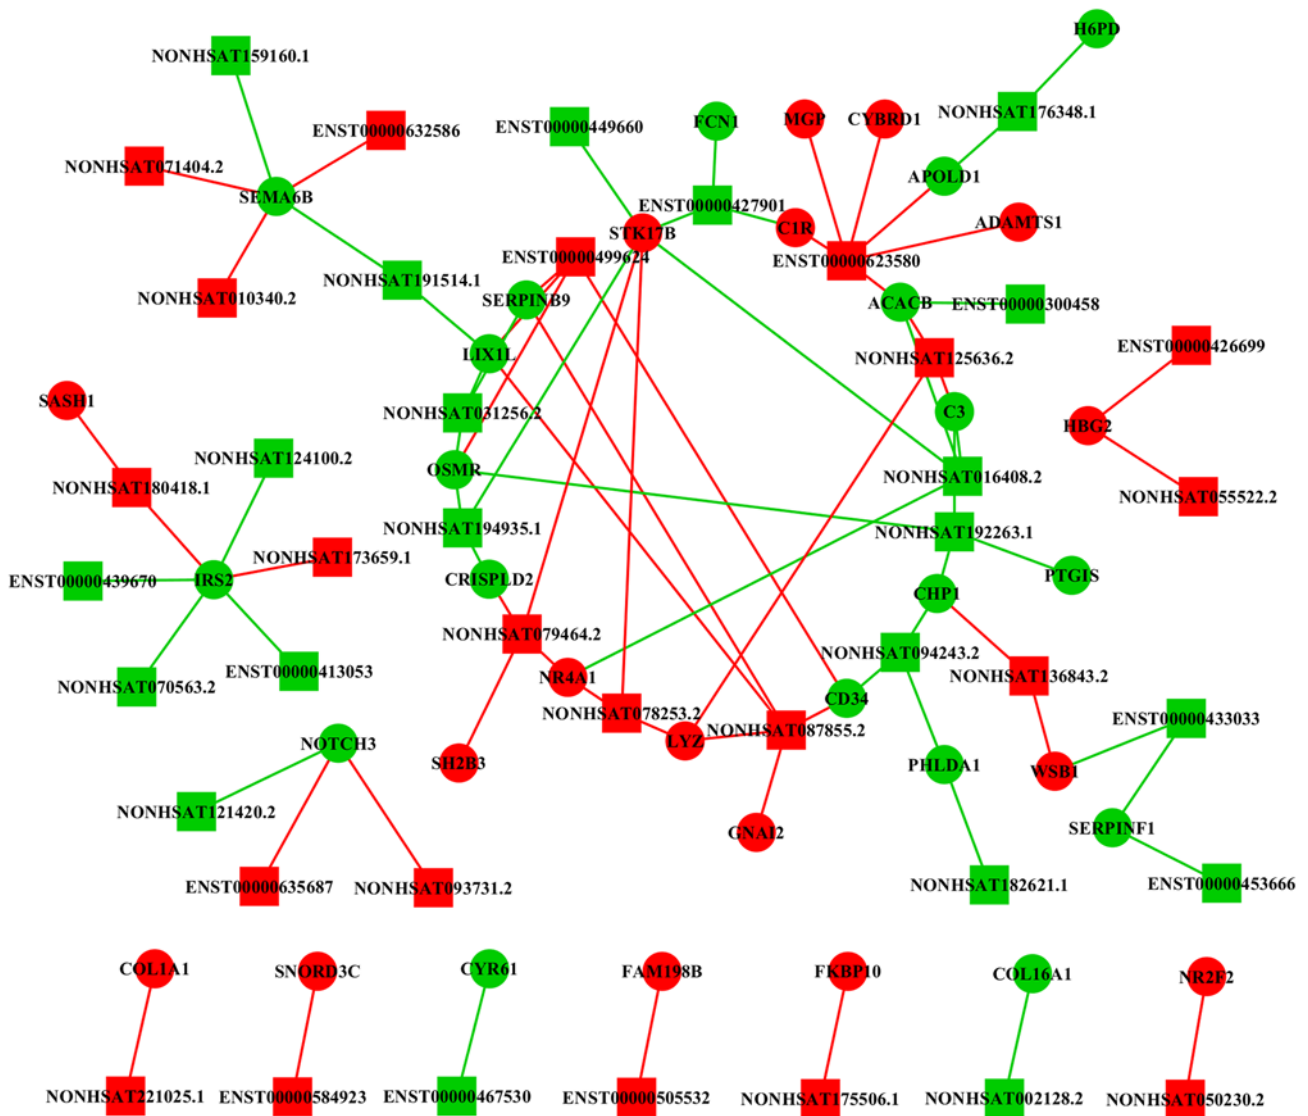 H6PD
NONHSAT159160.1
NONHSAT176348.1
ENST00000632586
ENST00000449660
FCN1
MGP
CYBRD1
NONHSAT071404.2
APOLD1
SEMA6B
ENST00000427901
STK17B
C1R
ADAMTS1
ENST00000499624
ENST00000623580
NONHSAT191514.1
NONHSAT010340.2
SERPINB9
ACACB
ENST00000300458
LIX1L
NONHSAT125636.2
ENST00000426699
SASH1
NONHSAT031256.2
C3
HBG2
NONHSAT124100.2
OSMR
NONHSAT016408.2
NONHSAT180418.1
NONHSAT055522.2
NONHSAT194935.1
NONHSAT192263.1
NONHSAT173659.1
ENST00000439670
IRS2
CRISPLD2
CHP1
PTGIS
NONHSAT079464.2
NONHSAT094243.2
ENST00000413053
NONHSAT070563.2
NR4A1
NONHSAT136843.2
CD34
NONHSAT078253.2
NONHSAT087855.2
ENST00000433033
NOTCH3
LYZ
SH2B3
PHLDA1
WSB1
NONHSAT121420.2
GNAI2
SERPINF1
ENST00000635687
NONHSAT093731.2
NONHSAT182621.1
ENST00000453666
COL1A1
SNORD3C
CYR61
FAM198B
FKBP10
COL16A1
NR2F2
NONHSAT221025.1
ENST00000584923
ENST00000467530
ENST00000505532
NONHSAT175506.1
NONHSAT002128.2
NONHSAT050230.2